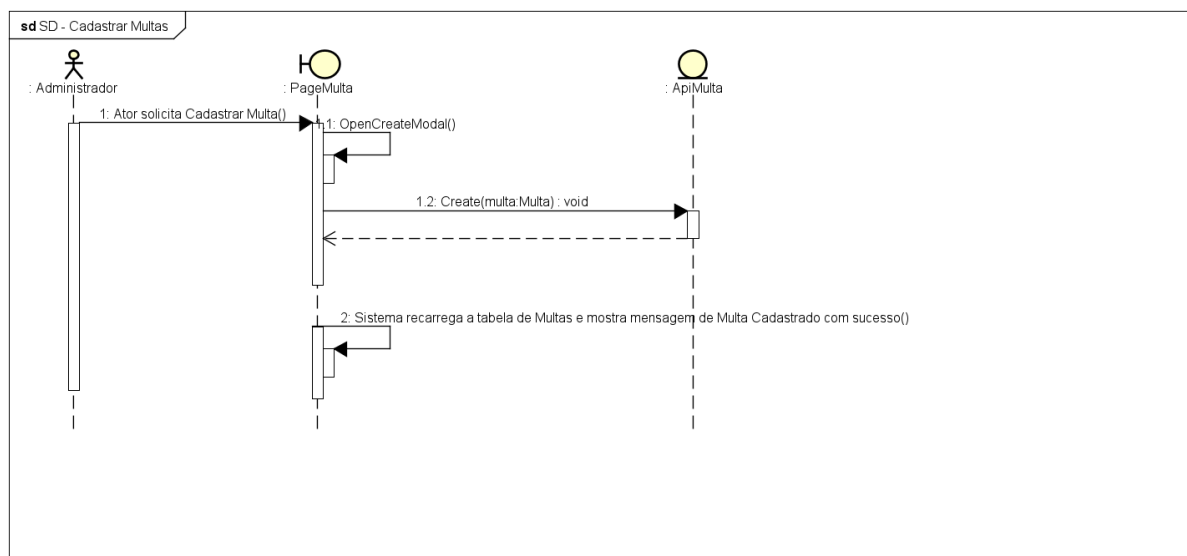 sd SD - Cadastrar Multas
: Administrador
: PageMulta
: ApiMulta
1: Ator solicita Cadastrar Multa()
1.1: OpenCreateModal()
1.2: Create(multa:Multa) : void
2: Sistema recarrega a tabela de Multas e mostra mensagem de Multa Cadastrado com sucesso()